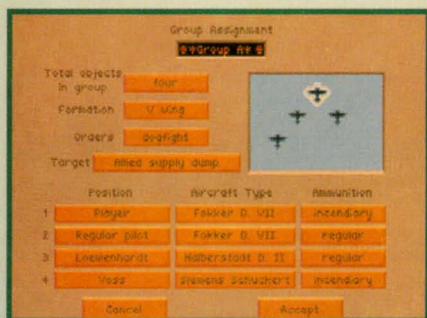 Group Assignment
Group A
Total objects in group four
Formation V wing
Orders dogfight
Target Allied supply dump
Position Aircraft Type Ammunition
1 Player Fokker D. VII incendiary
2 Regular pilot Fokker D. VII regular
3 Loewenhardt Halberstadt D. II regular
4 Voss Siemens Schuckert incendiary
Cancel Accept